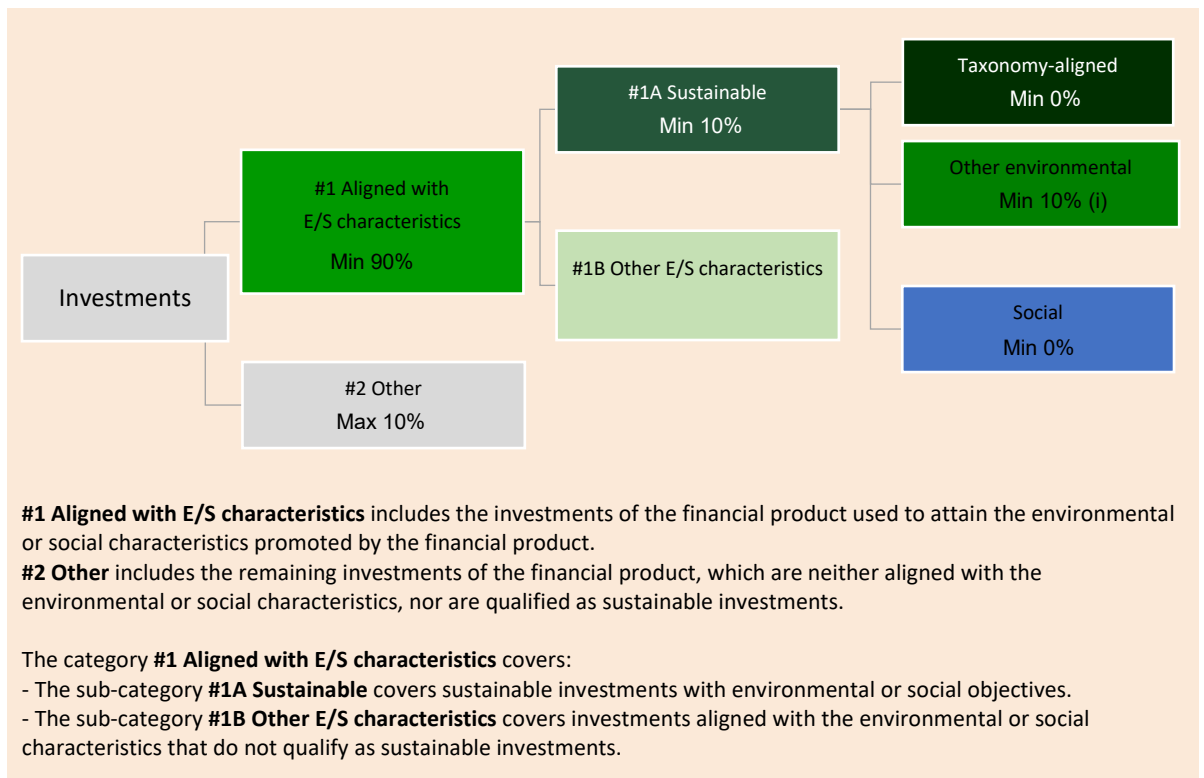 Investments
#1 Aligned with
E/S characteristics
Min 90%
#2 Other
Max 10%
#1A Sustainable
Min 10%
#1B Other E/S characteristics
Taxonomy-aligned
Min 0%
Other environmental
Min 10% (i)
Social
Min 0%
#1 Aligned with E/S characteristics includes the investments of the financial product used to attain the environmental
or social characteristics promoted by the financial product.
#2 Other includes the remaining investments of the financial product, which are neither aligned with the
environmental or social characteristics, nor are qualified as sustainable investments.
The category #1 Aligned with E/S characteristics covers:
- The sub-category #1A Sustainable covers sustainable investments with environmental or social objectives.
- The sub-category #1B Other E/S characteristics covers investments aligned with the environmental or social
characteristics that do not qualify as sustainable investments.